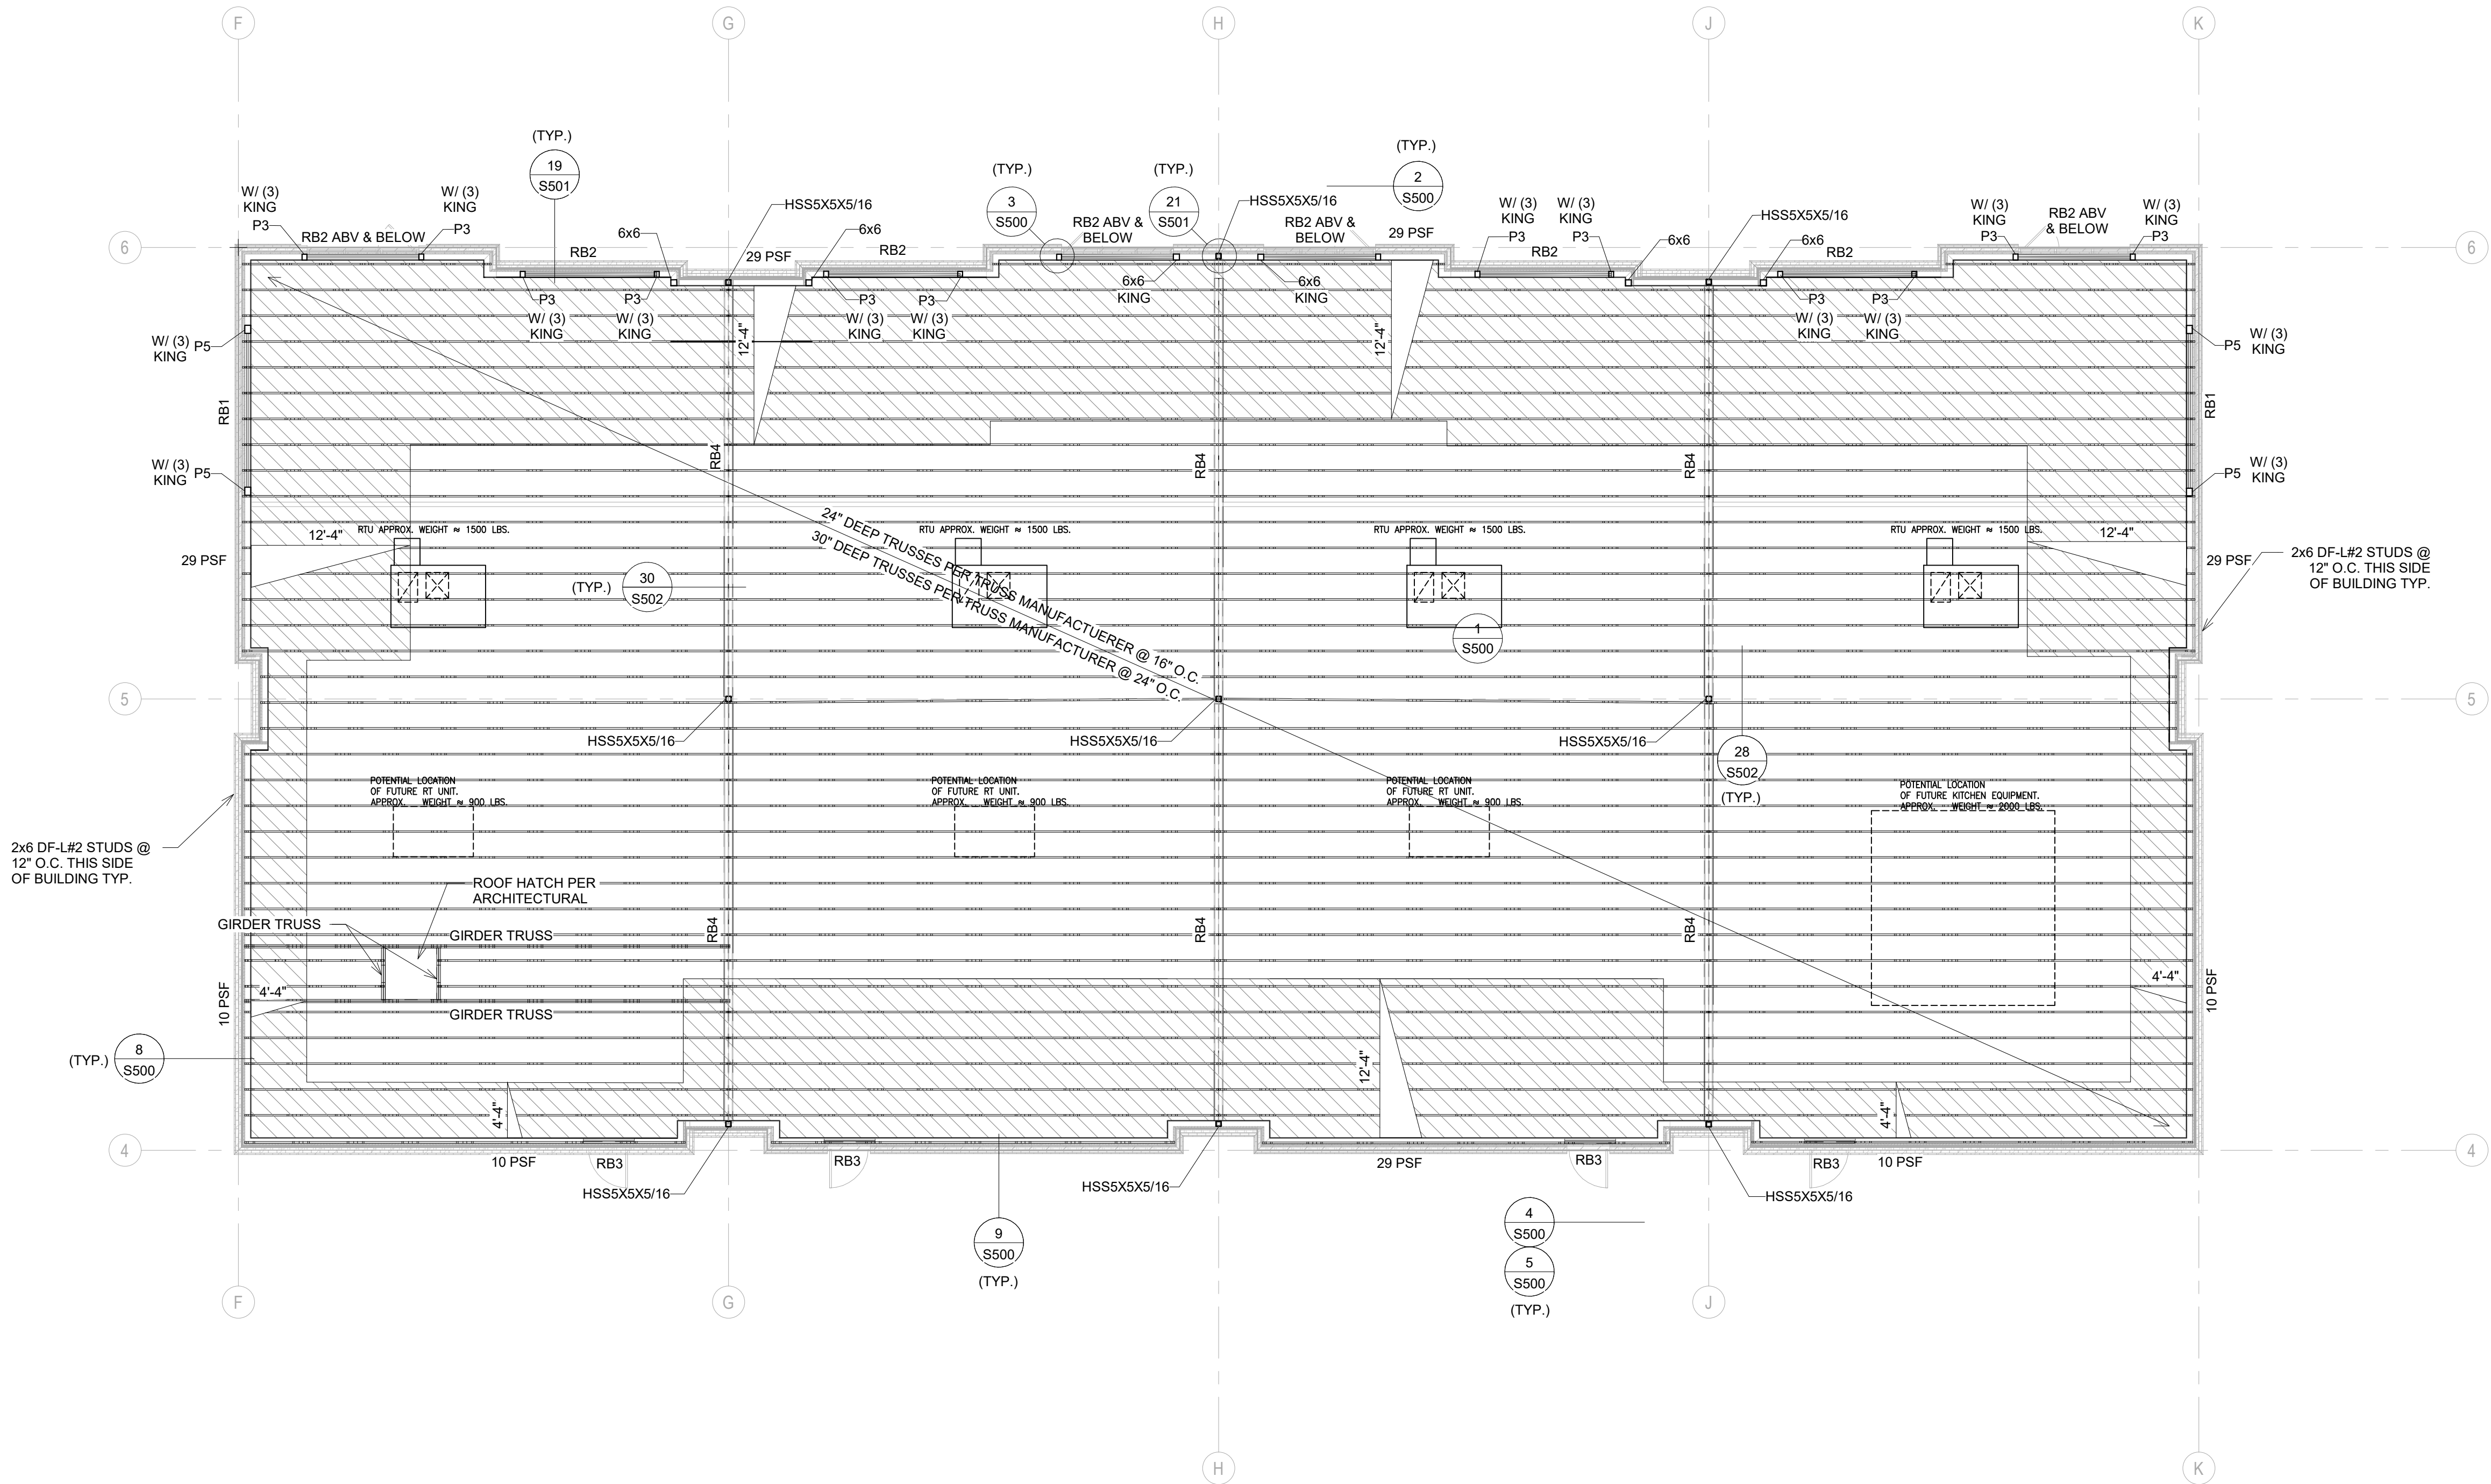 F
G
H
J
K
(TYP.)
19
S501
(TYP.)
3
S500
(TYP.)
21
S501
(TYP.)
2
S500
W/ (3)
KING
P3
W/ (3)
KING
P3
RB2 ABV & BELOW
RB2
6x6
HSS5X5X5/16
29 PSF
6x6
RB2
RB2 ABV &
BELOW
HSS5X5X5/16
RB2 ABV &
BELOW
29 PSF
W/ (3)
KING
P3
W/ (3)
KING
P3
RB2
6x6
HSS5X5X5/16
6x6
RB2
W/ (3)
KING
P3
RB2 ABV
& BELOW
W/ (3)
KING
P3
6
6
P3
W/ (3)
KING
P3
W/ (3)
KING
P3
W/ (3)
KING
P3
W/ (3)
KING
6x6
KING
6x6
KING
P3
W/ (3)
KING
P3
W/ (3)
KING
W/ (3)
KING
P5
12'-4"
12'-4"
P5
W/ (3)
KING
RB1
RB1
RB4
RB4
RB4
W/ (3)
KING
P5
P5
W/ (3)
KING
RTU APPROX. WEIGHT ≈ 1500 LBS.
RTU APPROX. WEIGHT ≈ 1500 LBS.
RTU APPROX. WEIGHT ≈ 1500 LBS.
RTU APPROX. WEIGHT ≈ 1500 LBS.
12'-4"
12'-4"
29 PSF
29 PSF
2x6 DF-L#2 STUDS @
12" O.C. THIS SIDE
OF BUILDING TYP.
24" DEEP TRUSSES PER TRUSS MANUFACTUERER @ 16" O.C.
30" DEEP TRUSSES PER TRUSS MANUFACTURER @ 24" O.C.
(TYP.)
30
S502
1
S500
5
5
HSS5X5X5/16
HSS5X5X5/16
HSS5X5X5/16
28
S502
(TYP.)
POTENTIAL LOCATION
OF FUTURE RT UNIT.
APPROX. WEIGHT ≈ 900 LBS.
POTENTIAL LOCATION
OF FUTURE RT UNIT.
APPROX. WEIGHT ≈ 900 LBS.
POTENTIAL LOCATION
OF FUTURE RT UNIT.
APPROX. WEIGHT ≈ 900 LBS.
POTENTIAL LOCATION
OF FUTURE KITCHEN EQUIPMENT.
APPROX. WEIGHT ≈ 2000 LBS.
2x6 DF-L#2 STUDS @
12" O.C. THIS SIDE
OF BUILDING TYP.
ROOF HATCH PER
ARCHITECTURAL
GIRDER TRUSS
GIRDER TRUSS
RB4
RB4
RB4
4'-4"
4'-4"
10 PSF
10 PSF
GIRDER TRUSS
(TYP.)
8
S500
12'-4"
4'-4"
4'-4"
4
4
10 PSF
RB3
RB3
29 PSF
RB3
RB3
10 PSF
HSS5X5X5/16
HSS5X5X5/16
HSS5X5X5/16
9
S500
(TYP.)
4
S500
5
S500
(TYP.)
F
G
J
H
K